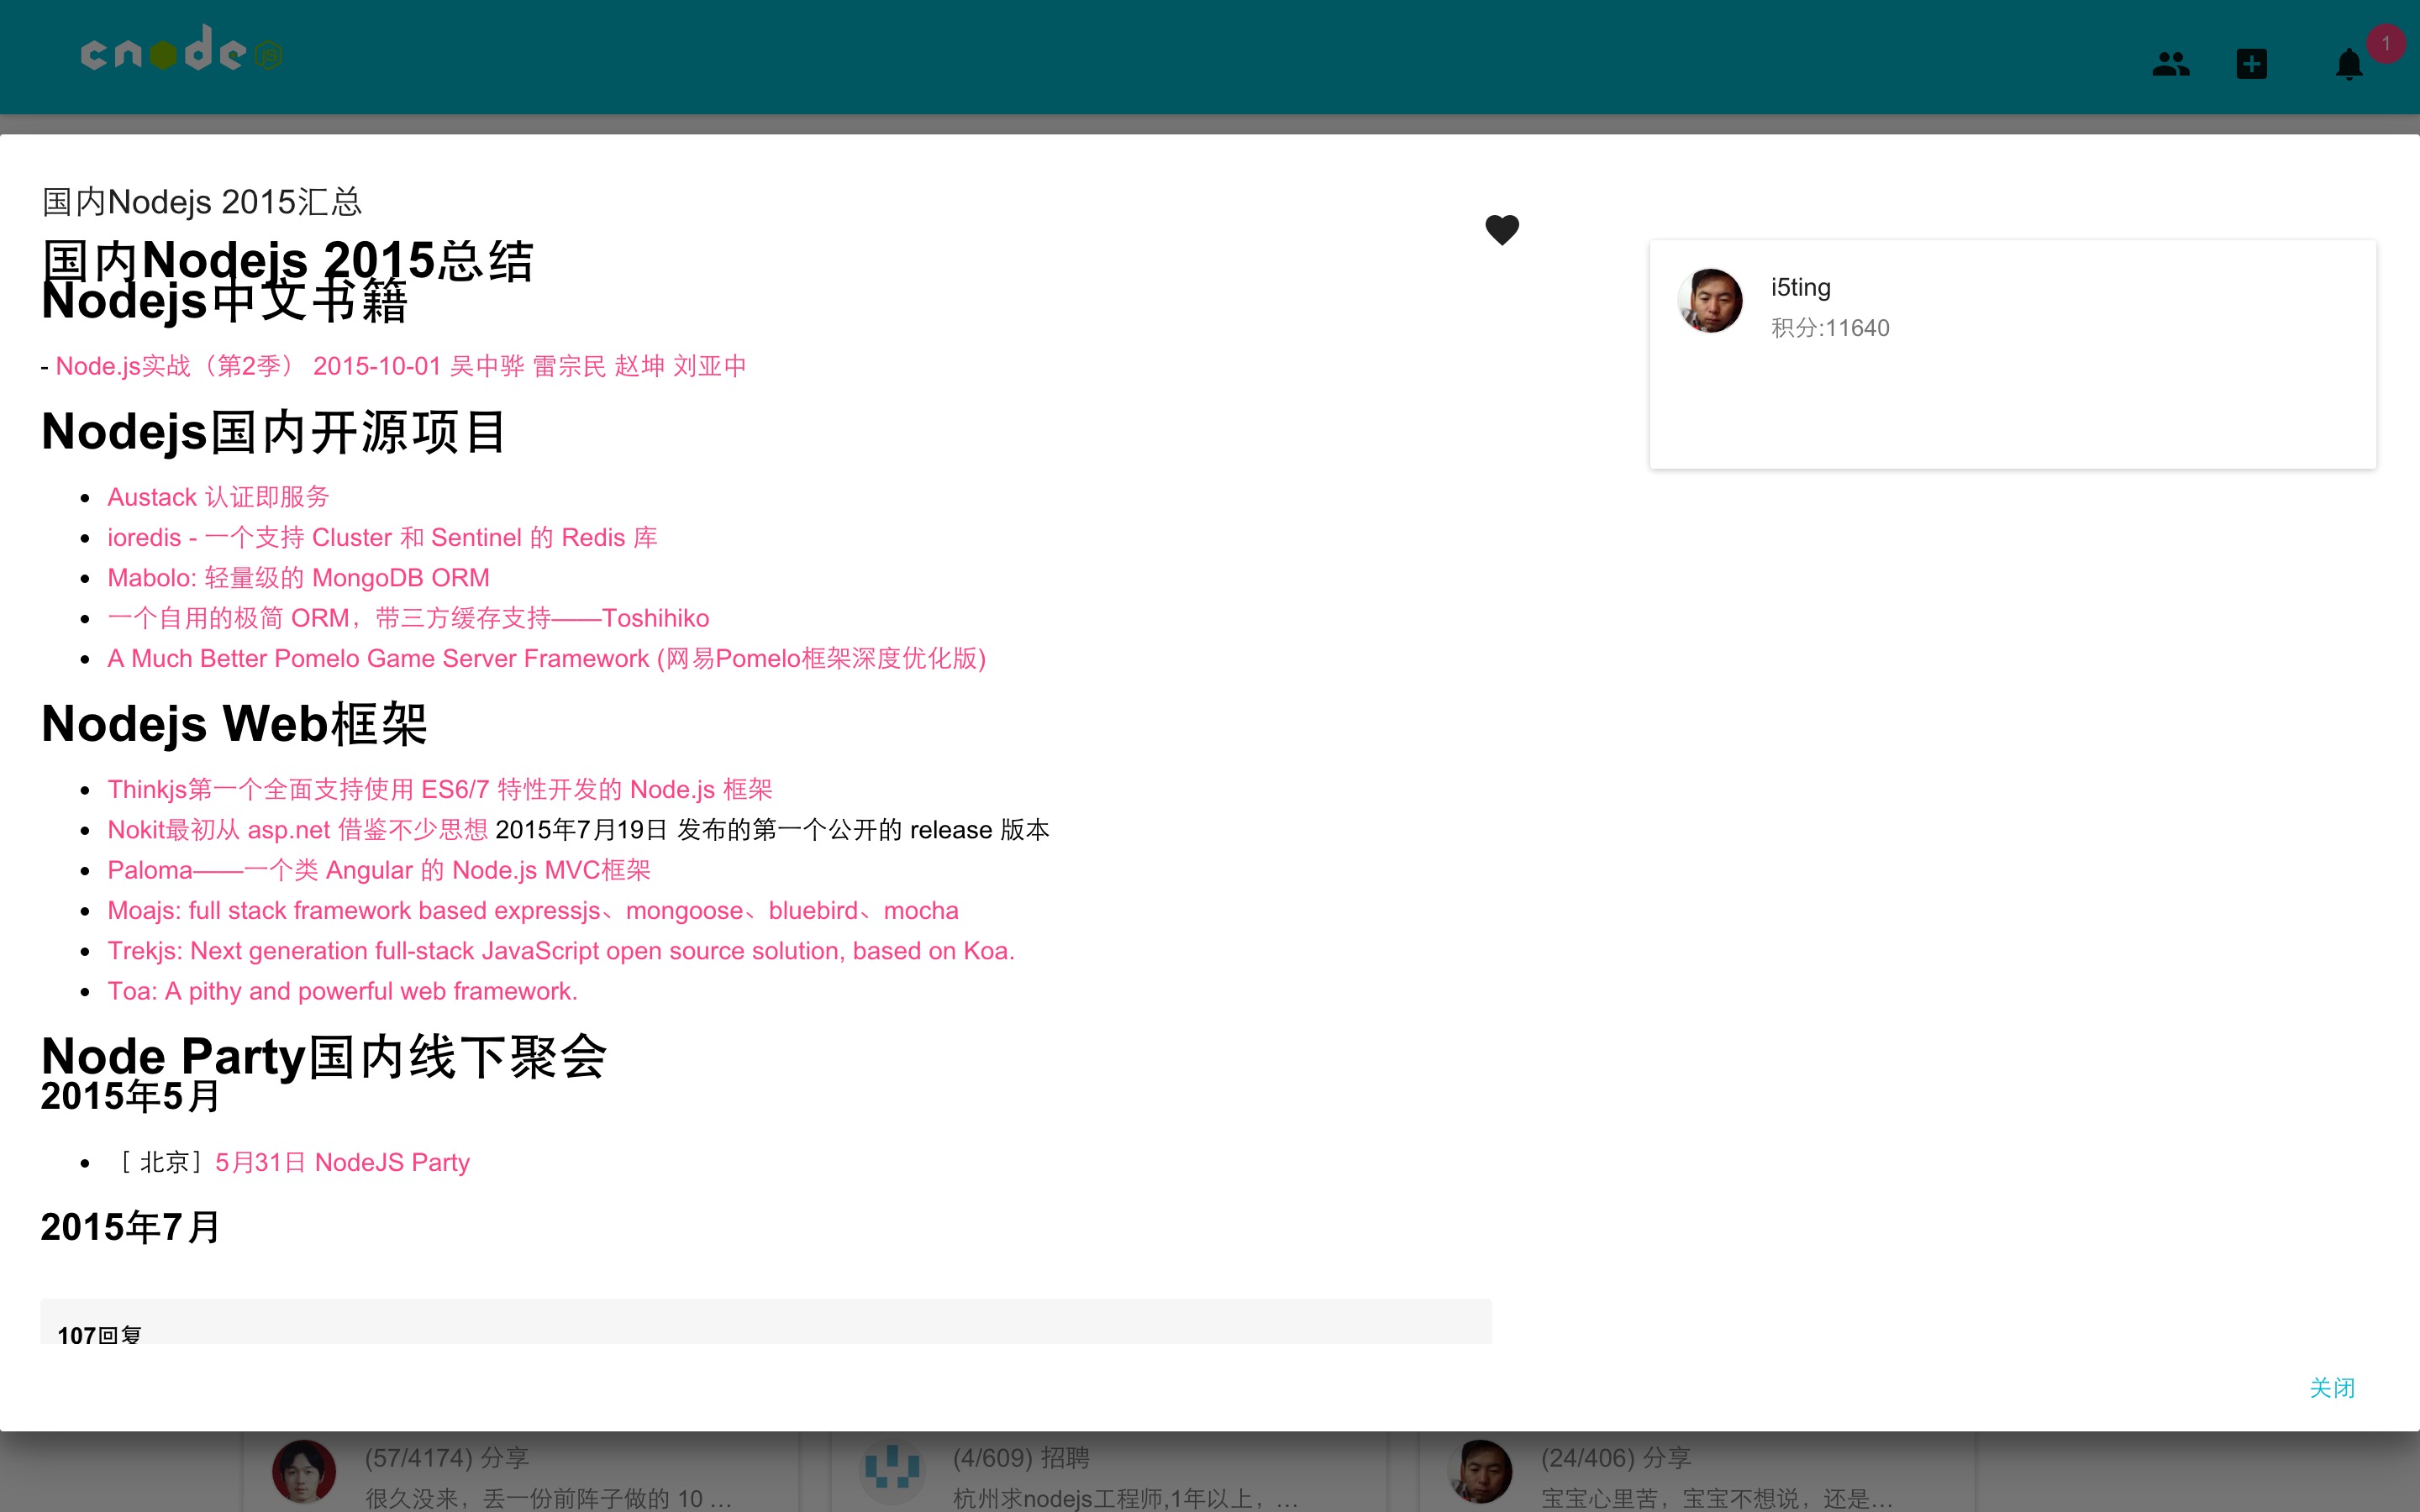 cnode JS
1
国内Nodejs 2015汇总
国内Nodejs 2015总结
Nodejs中文书籍
i5ting
积分:11640
- Node.js实战（第2季） 2015-10-01 吴中骅 雷宗民 赵坤 刘亚中
Nodejs国内开源项目
Austack 认证即服务
ioredis - 一个支持 Cluster 和 Sentinel 的 Redis 库
Mabolo: 轻量级的 MongoDB ORM
一个自用的极简 ORM，带三方缓存支持——Toshihiko
A Much Better Pomelo Game Server Framework (网易Pomelo框架深度优化版)
Nodejs Web框架
Thinkjs第一个全面支持使用 ES6/7 特性开发的 Node.js 框架
Nokit最初从 asp.net 借鉴不少思想 2015年7月19日 发布的第一个公开的 release 版本
Paloma——一个类 Angular 的 Node.js MVC框架
Moajs: full stack framework based expressjs、mongoose、bluebird、mocha
Trekjs: Next generation full-stack JavaScript open source solution, based on Koa.
Toa: A pithy and powerful web framework.
Node Party国内线下聚会
2015年5月
［ 北京］5月31日 NodeJS Party
2015年7月
107回复
关闭
(57/4174) 分享
很久没来，丢一份前阵子做的 10 ...
(4/609) 招聘
杭州求nodejs工程师,1年以上，...
(24/406) 分享
宝宝心里苦，宝宝不想说，还是...